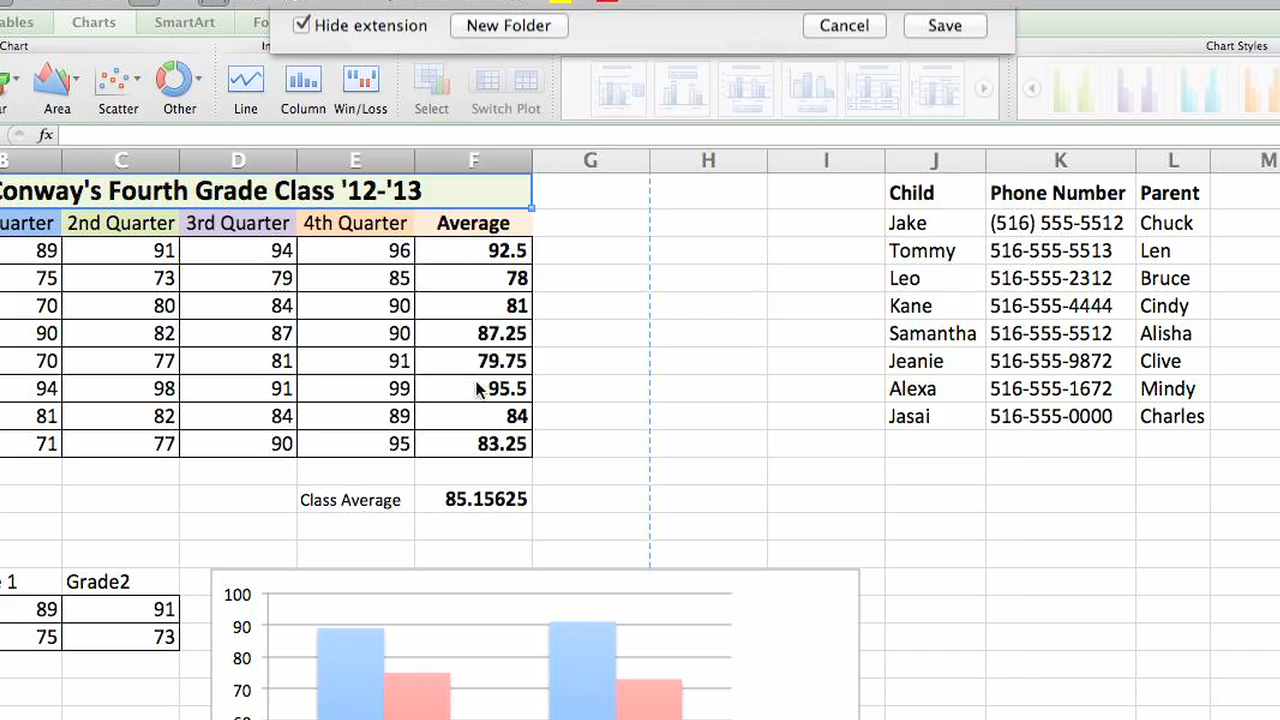 ables Charts SmartArt Fo
Hide extension New Folder Cancel Save
Chart In Chart Styles
ar Area Scatter Other Line Column Win/Loss Select Switch Plot
fx
B C D E F G H I J K L M
Conway's Fourth Grade Class '12-'13 Child Phone Number Parent
uarter 2nd Quarter 3rd Quarter 4th Quarter Average Jake (516) 555-5512 Chuck
89 91 94 96 92.5 Tommy 516-555-5513 Len
75 73 79 85 78 Leo 516-555-2312 Bruce
70 80 84 90 81 Kane 516-555-4444 Cindy
90 82 87 90 87.25 Samantha 516-555-5512 Alisha
70 77 81 91 79.75 Jeanie 516-555-9872 Clive
94 98 91 99 95.5 Alexa 516-555-1672 Mindy
81 82 84 89 84 Jasai 516-555-0000 Charles
71 77 90 95 83.25
Class Average 85.15625
e 1 Grade2
89 91
75 73
100
90
80
70
60